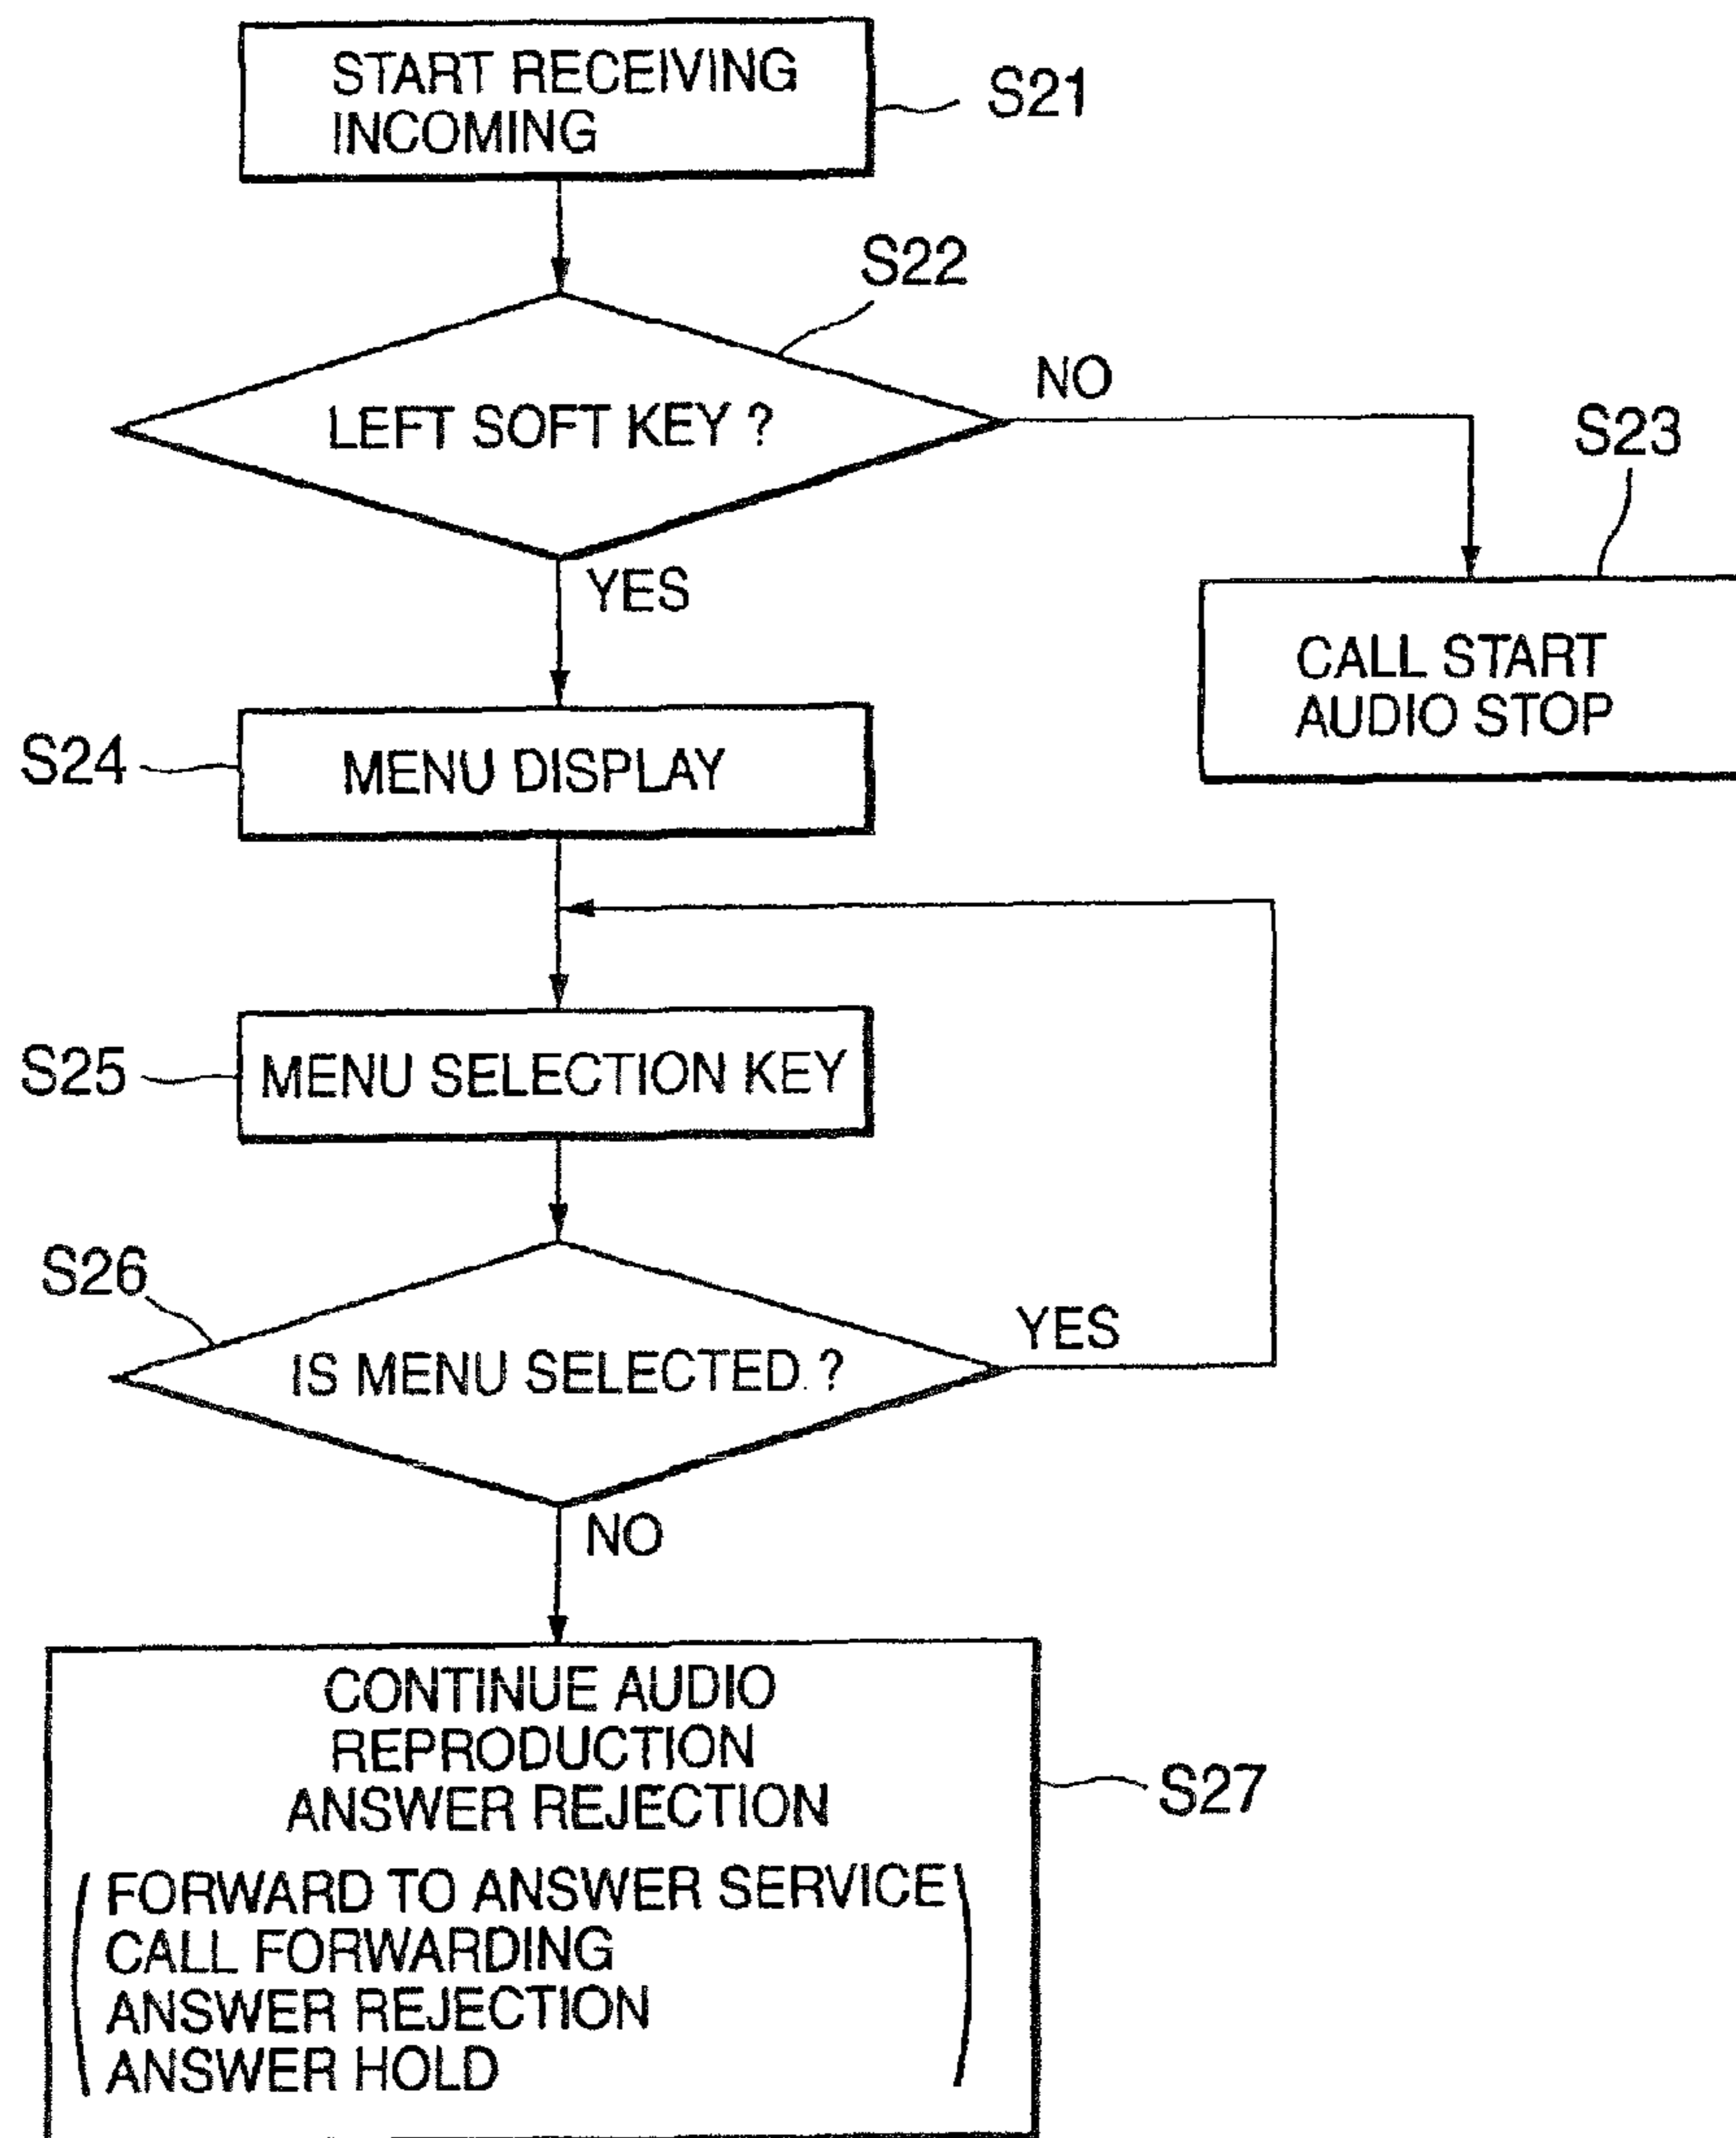 START RECEIVING
INCOMING
S21
S22
LEFT SOFT KEY ?
NO
YES
S23
CALL START
AUDIO STOP
S24
MENU DISPLAY
S25
MENU SELECTION KEY
S26
IS MENU SELECTED ?
YES
NO
CONTINUE AUDIO
REPRODUCTION
ANSWER REJECTION
S27
( FORWARD TO ANSWER SERVICE )
CALL FORWARDING
ANSWER REJECTION
ANSWER HOLD